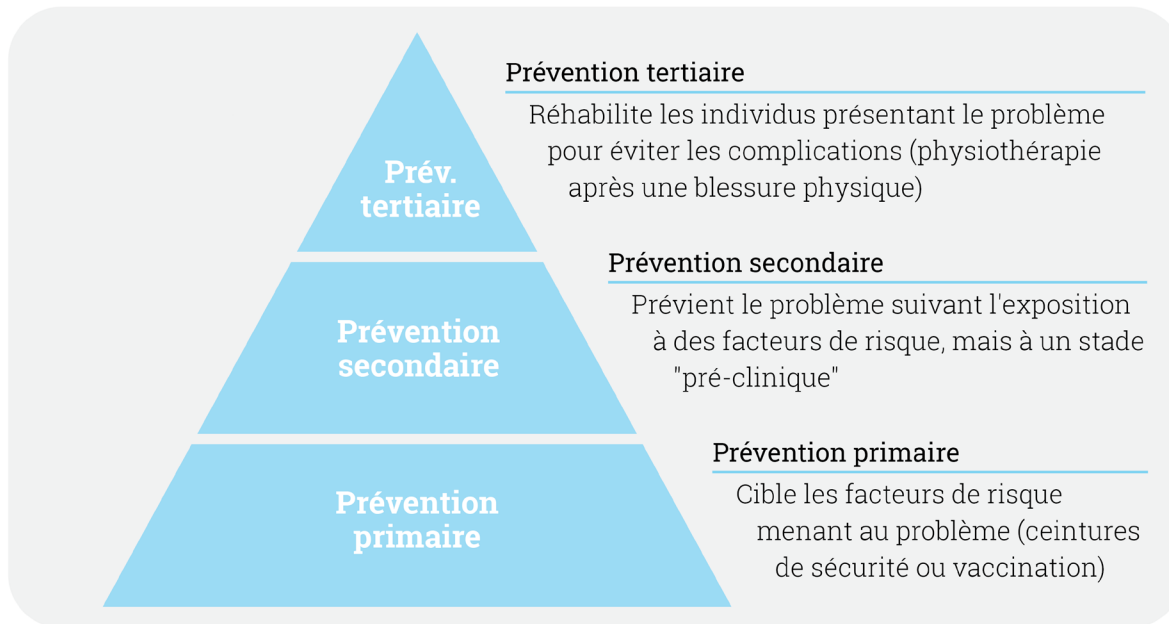 Prévention tertiaire
Réhabilite les individus présentant le problème
pour éviter les complications (physiothérapie
après une blessure physique)
Prév.
tertiaire
Prévention secondaire
Prévient le problème suivant l'exposition
à des facteurs de risque, mais à un stade
"pré-clinique"
Prévention
secondaire
Prévention primaire
Cible les facteurs de risque
menant au problème (ceintures
de sécurité ou vaccination)
Prévention
primaire